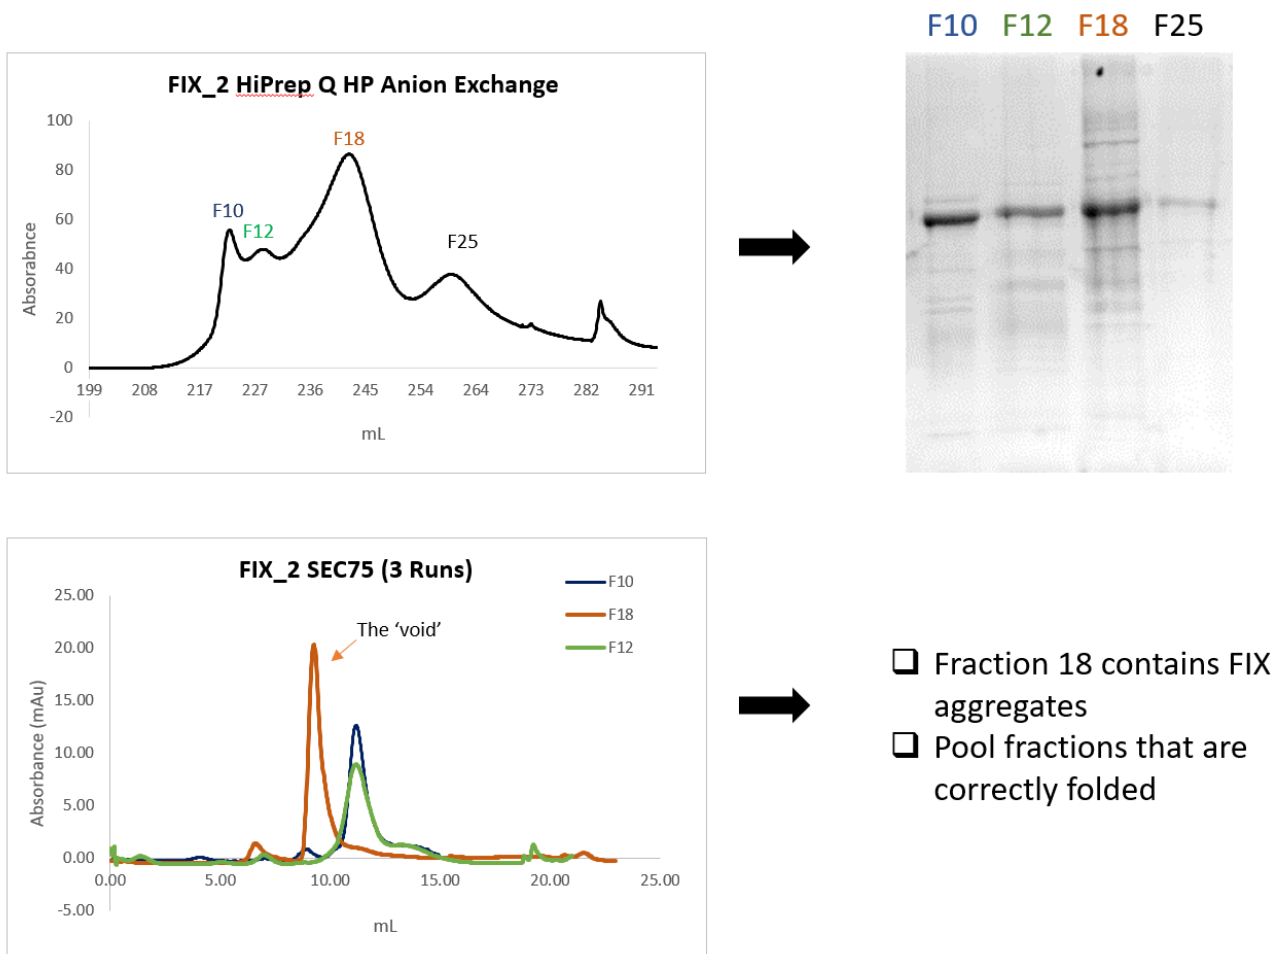 F10 F12 F18 F25
FIX_2 HiPrep Q HP Anion Exchange
100
80
60
40
20
0
-20
Absorabnce
F10
F12
F18
F25
199 208 217 227 236 245 254 264 273 282 291
mL
FIX_2 SEC75 (3 Runs)
F10
F18
F12
The ‘void’
25.00
20.00
15.00
10.00
5.00
0.00
-5.00
Absorbance (mAu)
0.00 5.00 10.00 15.00 20.00 25.00
mL
❑ Fraction 18 contains FIX
aggregates
❑ Pool fractions that are
correctly folded